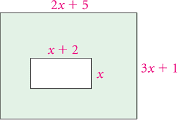 2x + 5
x + 2
x
3x + 1